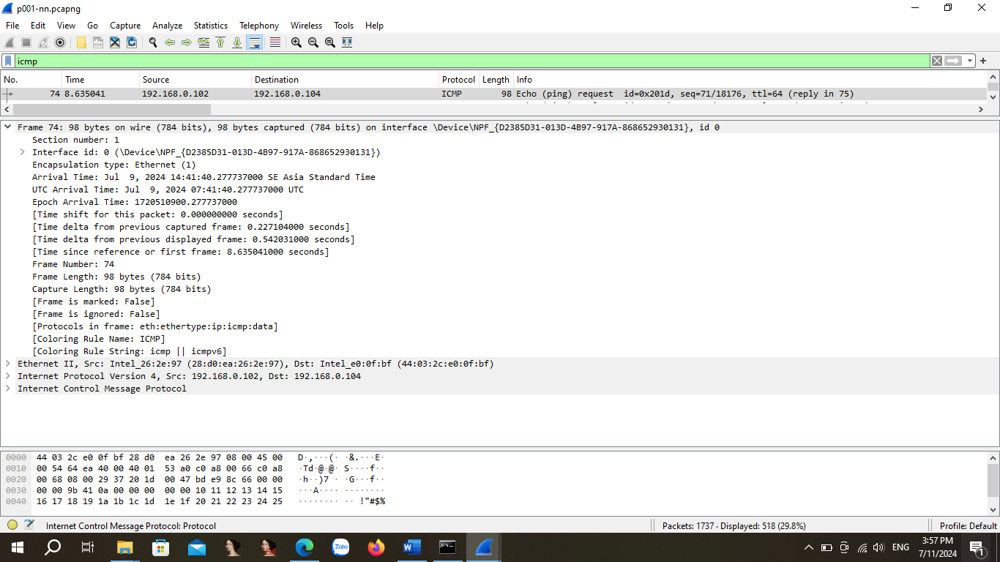 p001-nn.pcapng
File Edit View Go Capture Analyze Statistics Telephony Wireless Tools Help
icmp
No. Time Source Destination Protocol Length Info
74 8.635041 192.168.0.102 192.168.0.104 ICMP 98 Echo (ping) request id=0x201d, seq=71/18176, ttl=64 (reply in 75)
Frame 74: 98 bytes on wire (784 bits), 98 bytes captured (784 bits) on interface \Device\NPF_{D2385D31-013D-4B97-917A-868652930131}, id 0
Section number: 1
Interface id: 0 (\Device\NPF_{D2385D31-013D-4B97-917A-868652930131})
Encapsulation type: Ethernet (1)
Arrival Time: Jul  9, 2024 14:41:40.277737000 SE Asia Standard Time
UTC Arrival Time: Jul  9, 2024 07:41:40.277737000 UTC
Epoch Arrival Time: 1720510900.277737000
[Time shift for this packet: 0.000000000 seconds]
[Time delta from previous captured frame: 0.227104000 seconds]
[Time delta from previous displayed frame: 0.542031000 seconds]
[Time since reference or first frame: 8.635041000 seconds]
Frame Number: 74
Frame Length: 98 bytes (784 bits)
Capture Length: 98 bytes (784 bits)
[Frame is marked: False]
[Frame is ignored: False]
[Protocols in frame: eth:ethertype:ip:icmp:data]
[Coloring Rule Name: ICMP]
[Coloring Rule String: icmp || icmpv6]
Ethernet II, Src: Intel_26:2e:97 (28:d0:ea:26:2e:97), Dst: Intel_e0:0f:bf (44:03:2c:e0:0f:bf)
Internet Protocol Version 4, Src: 192.168.0.102, Dst: 192.168.0.104
Internet Control Message Protocol
0000 44 03 2c e0 0f bf 28 d0 ea 26 2e 97 08 00 45 00 D·,···(· ·&.···E·
0010 00 54 64 ea 40 00 40 01 53 a0 c0 a8 00 66 c0 a8 ·Td·@·@· S····f··
0020 00 68 08 00 29 37 20 1d 00 47 bd e9 8c 66 00 00 ·h··)7 · ·G···f··
0030 00 00 9b 41 0a 00 00 00 00 00 10 11 12 13 14 15 ···A···· ········
0040 16 17 18 19 1a 1b 1c 1d 1e 1f 20 21 22 23 24 25 ········ ·· !"#$%
Internet Control Message Protocol: Protocol
Packets: 1737 · Displayed: 518 (29.8%)
Profile: Default
Zalo
ENG
3:57 PM
7/11/2024
1